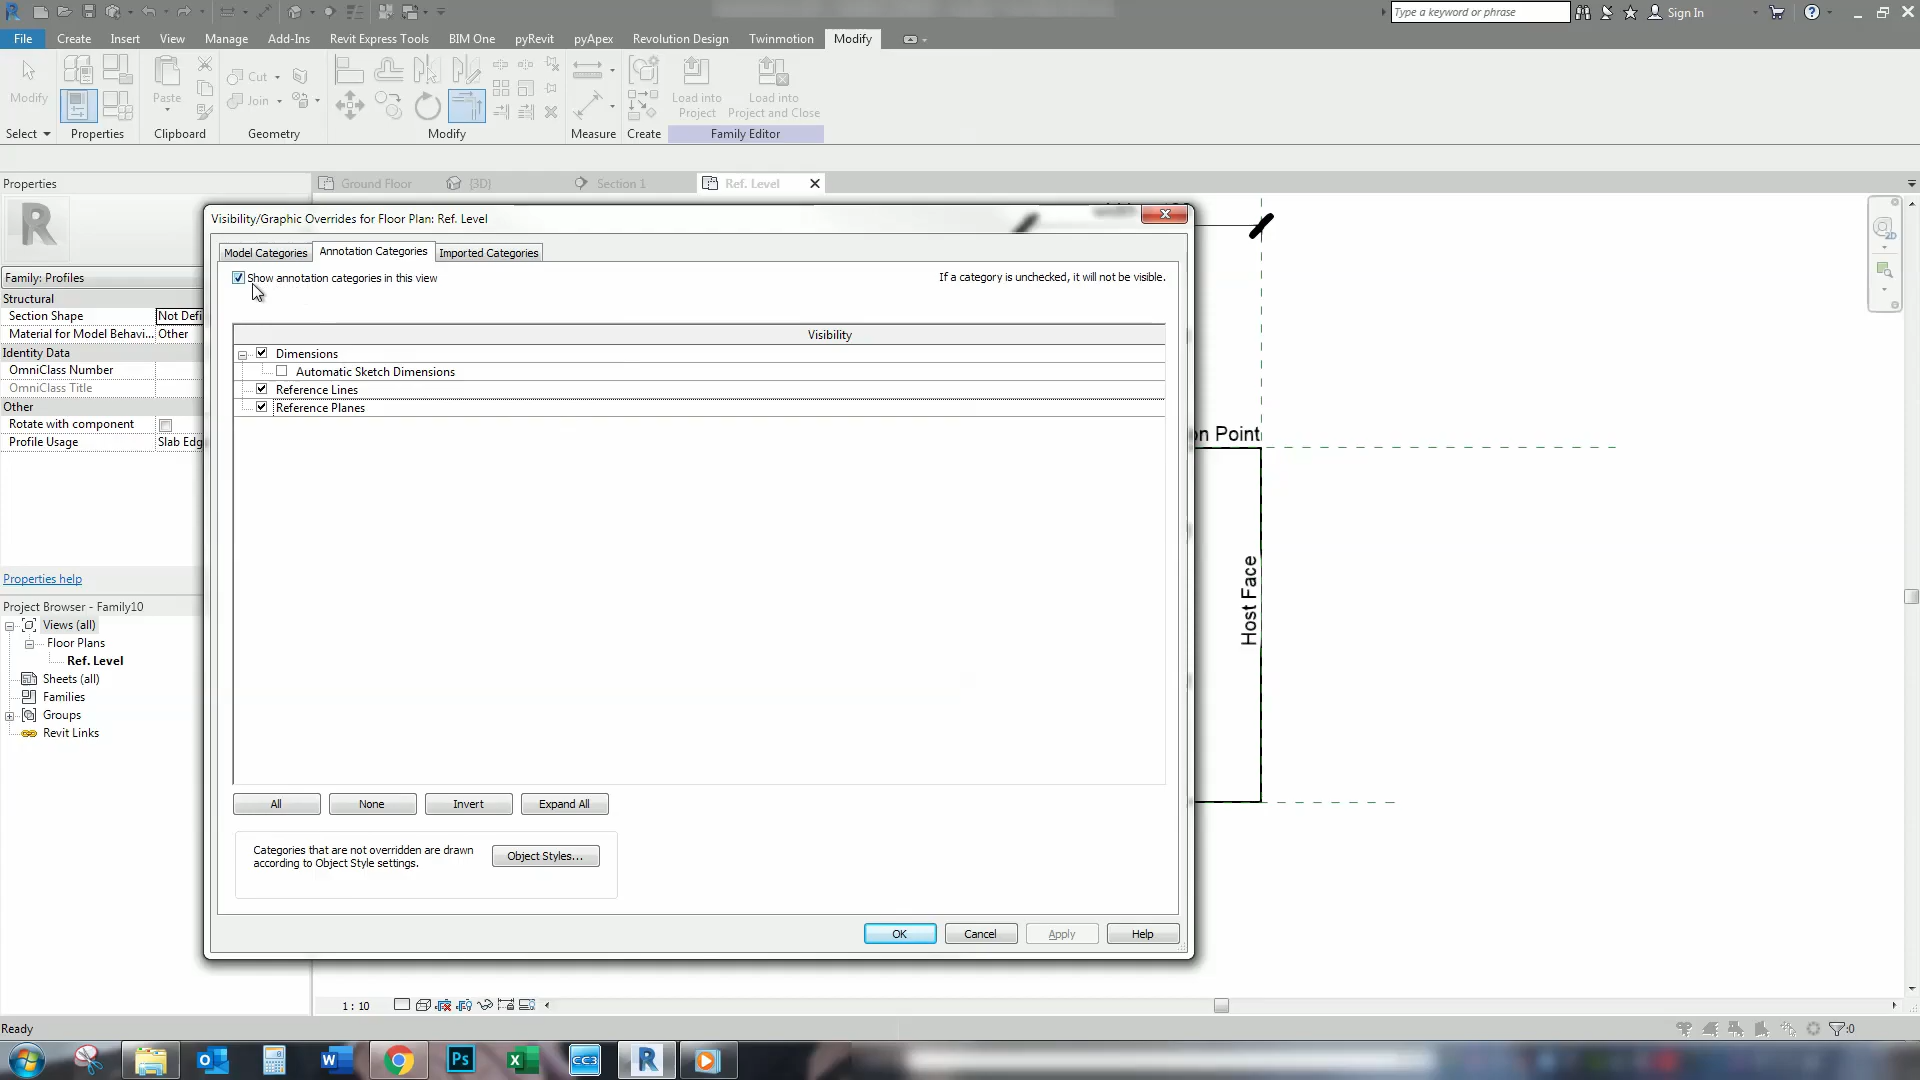 Type a keyword or phrase
Sign In
File Create Insert View Manage Add-Ins Revit Express Tools BIM One pyRevit pyApex Revolution Design Twinmotion Modify
Modify
Paste
Cut
Join
Load into Project
Load into Project and Close
Select Properties Clipboard Geometry Modify Measure Create Family Editor
Properties
Ground Floor
{3D}
Section 1
Ref. Level
Family: Profiles
Structural
Section Shape Not Defi
Material for Model Behavi... Other
Identity Data
OmniClass Number
OmniClass Title
Other
Rotate with component
Profile Usage Slab Edg
Properties help
Project Browser - Family10
Views (all)
Floor Plans
Ref. Level
Sheets (all)
Families
Groups
Revit Links
Visibility/Graphic Overrides for Floor Plan: Ref. Level
Model Categories Annotation Categories Imported Categories
Show annotation categories in this view
If a category is unchecked, it will not be visible.
Visibility
Dimensions
Automatic Sketch Dimensions
Reference Lines
Reference Planes
All None Invert Expand All
Categories that are not overridden are drawn
according to Object Style settings.
Object Styles...
OK Cancel Apply Help
on Point
Host Face
1 : 10
Ready
:0
Ps
CC3